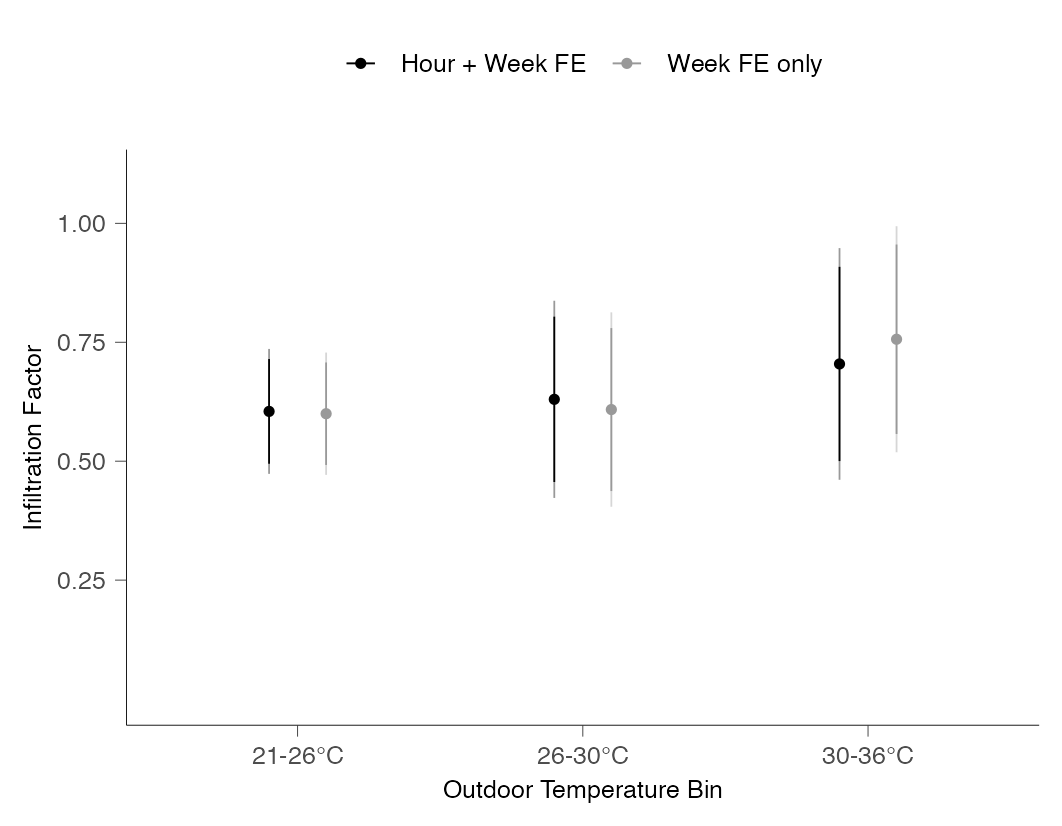 Hour + Week FE Week FE only
1.00
0.75
0.50
0.25
Infiltration Factor
21-26°C 26-30°C 30-36°C
Outdoor Temperature Bin